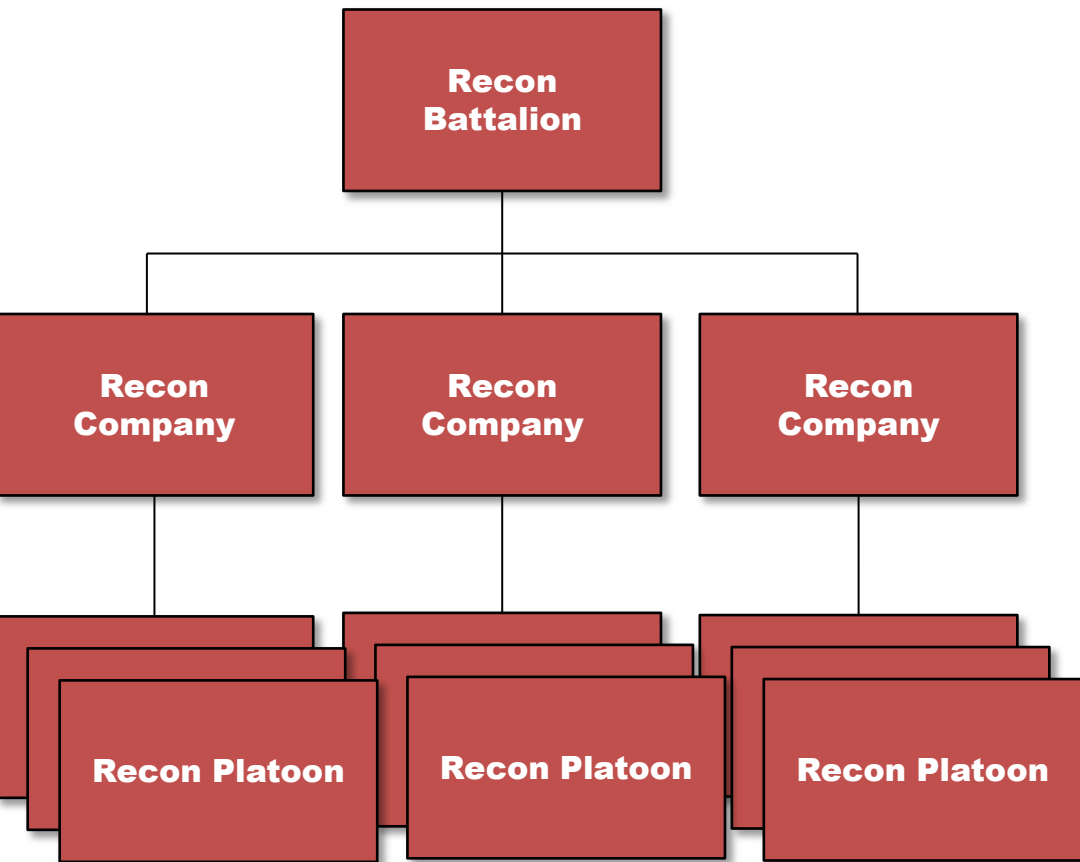 Recon
Battalion
Recon
Company
Recon
Company
Recon
Company
Recon Platoon
Recon Platoon
Recon Platoon